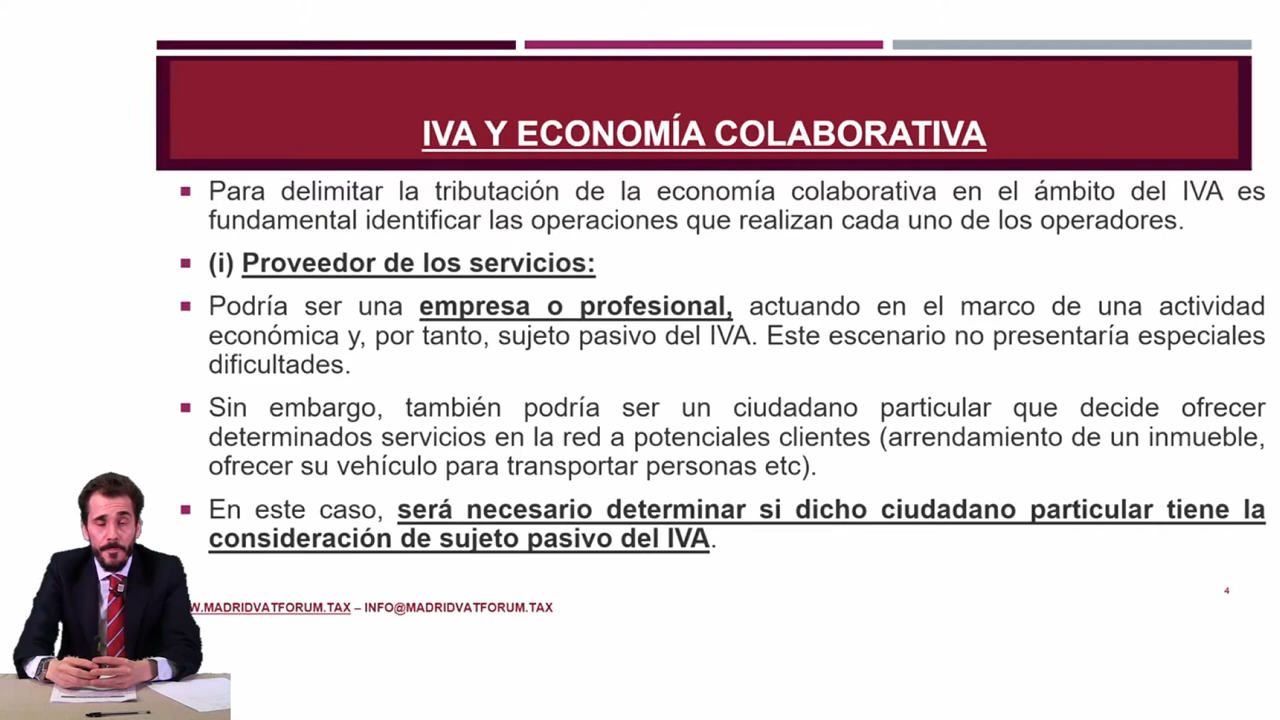 IVA Y ECONOMÍA COLABORATIVA
Para delimitar la tributación de la economía colaborativa en el ámbito del IVA es
fundamental identificar las operaciones que realizan cada uno de los operadores.
(i) Proveedor de los servicios:
Podría ser una empresa o profesional, actuando en el marco de una actividad
económica y, por tanto, sujeto pasivo del IVA. Este escenario no presentaría especiales
dificultades.
Sin embargo, también podría ser un ciudadano particular que decide ofrecer
determinados servicios en la red a potenciales clientes (arrendamiento de un inmueble,
ofrecer su vehículo para transportar personas etc).
En este caso, será necesario determinar si dicho ciudadano particular tiene la
consideración de sujeto pasivo del IVA.
4
W.MADRIDVATFORUM.TAX – INFO@MADRIDVATFORUM.TAX